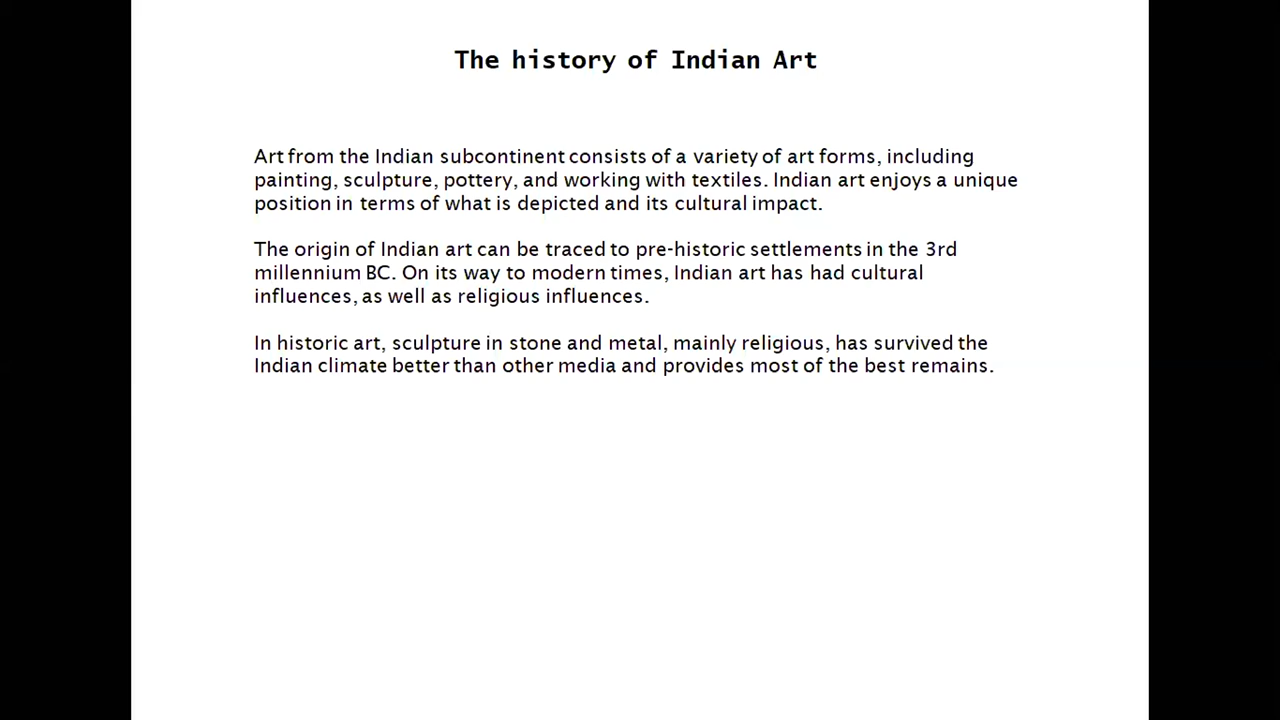 The history of Indian Art
Art from the Indian subcontinent consists of a variety of art forms, including
painting, sculpture, pottery, and working with textiles. Indian art enjoys a unique
position in terms of what is depicted and its cultural impact.
The origin of Indian art can be traced to pre-historic settlements in the 3rd
millennium BC. On its way to modern times, Indian art has had cultural
influences, as well as religious influences.
In historic art, sculpture in stone and metal, mainly religious, has survived the
Indian climate better than other media and provides most of the best remains.